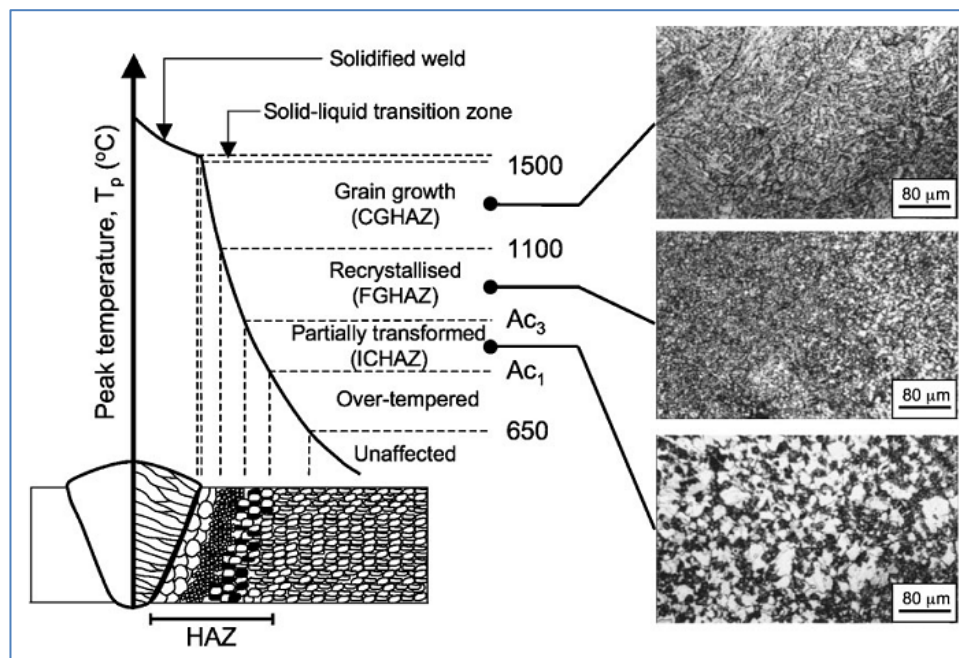 Solidified weld
Solid-liquid transition zone
Peak temperature, Tp (ºC)
1500
Grain growth
(CGHAZ)
1100
Recrystallised
(FGHAZ)
Ac3
Partially transformed
(ICHAZ)
Ac1
Over-tempered
650
Unaffected
HAZ
80 µm
80 µm
80 µm